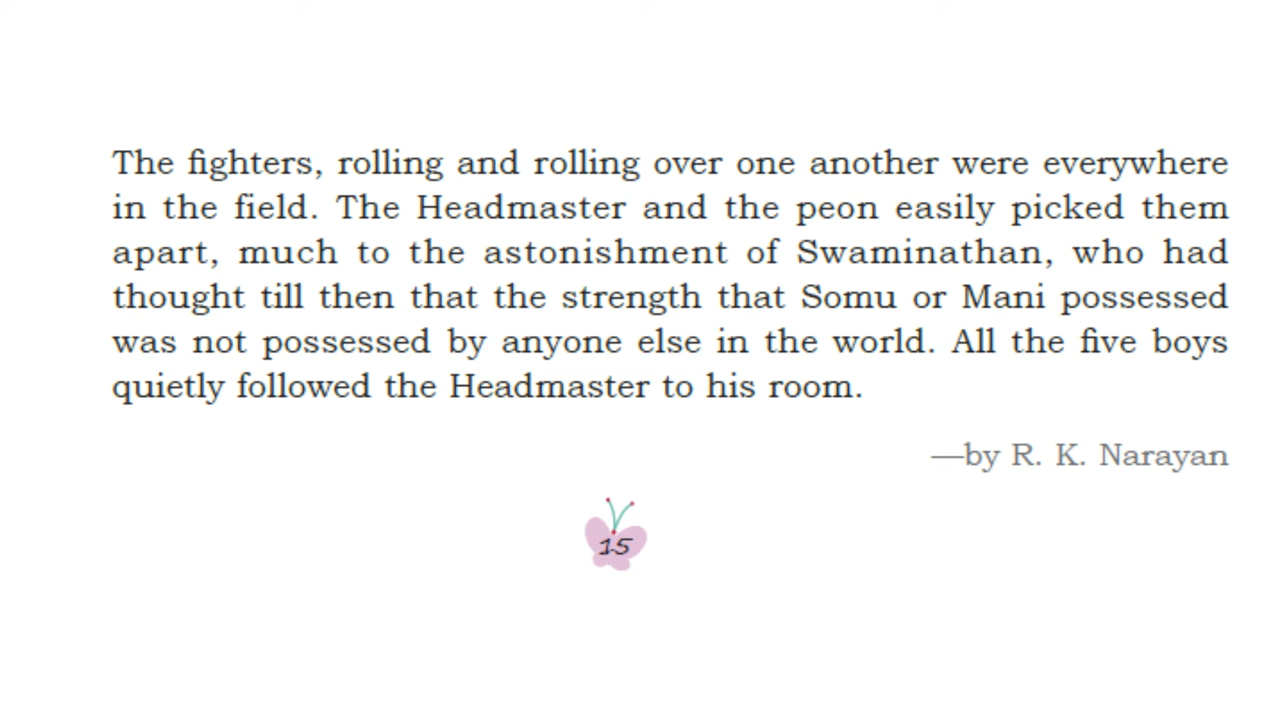 The fighters, rolling and rolling over one another were everywhere
in the field. The Headmaster and the peon easily picked them
apart, much to the astonishment of Swaminathan, who had
thought till then that the strength that Somu or Mani possessed
was not possessed by anyone else in the world. All the five boys
quietly followed the Headmaster to his room.
—by R. K. Narayan
15